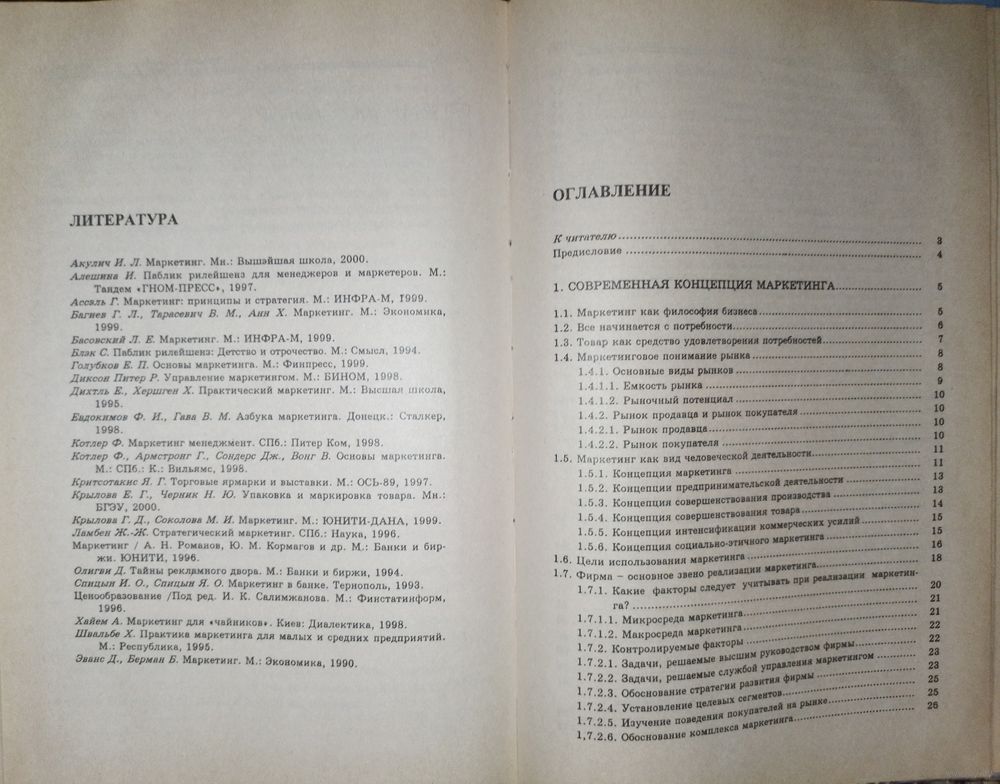 ЛИТЕРАТУРА
Акулич И. Л. Маркетинг. Мн.: Вышэйшая школа, 2000.
Алешина И. Паблик рилейшенз для менеджеров и маркетеров. М.:
Тандем «ГНОМ-ПРЕСС», 1997.
Ассэль Г. Маркетинг: принципы и стратегия. М.: ИНФРА-М, 1999.
Багиев Г. Л., Тарасевич В. М., Анн Х. Маркетинг. М.: Экономика,
1999.
Басовский Л. Е. Маркетинг. М.: ИНФРА-М, 1999.
Блэк С. Паблик рилейшенз: Детство и отрочество. М.: Смысл, 1994.
Голубков Е. П. Основы маркетинга. М.: Финпресс, 1999.
Диксон Питер Р. Управление маркетингом. М.: БИНОМ, 1998.
Дихтль Е., Хершген Х. Практический маркетинг. М.: Высшая школа,
1995.
Евдокимов Ф. И., Гава В. М. Азбука маркетинга. Донецк.: Сталкер,
1998.
Котлер Ф. Маркетинг менеджмент. СПб.: Питер Ком, 1998.
Котлер Ф., Армстронг Г., Сондерс Дж., Вонг В. Основы маркетинга.
М.: СПб.: К.: Вильямс, 1998.
Критсотакис Я. Г. Торговые ярмарки и выставки. М.: ОСЬ-89, 1997.
Крылова Е. Г., Черник Н. Ю. Упаковка и маркировка товара. Мн.:
БГЭУ, 2000.
Крылова Г. Д., Соколова М. И. Маркетинг. М.: ЮНИТИ-ДАНА, 1999.
Ламбен Ж.-Ж. Стратегический маркетинг. СПб.: Наука, 1996.
Маркетинг / А. Н. Романов, Ю. М. Кормагов и др. М.: Банки и бир-
жи. ЮНИТИ, 1996.
Олигви Д. Тайны рекламного двора. М.: Банки и биржи, 1994.
Спицын И. О., Спицын Я. О. Маркетинг в банке. Тернополь, 1993.
Ценообразование /Под ред. И. К. Салимжанова. М.: Финстатинформ,
1996.
Хайем А. Маркетинг для «чайников». Киев: Диалектика, 1998.
Швальбе Х. Практика маркетинга для малых и средних предприятий.
М.: Республика, 1995.
Эванс Д., Берман Б. Маркетинг. М.: Экономика, 1990.
ОГЛАВЛЕНИЕ
К читателю 3
Предисловие 4
1. СОВРЕМЕННАЯ КОНЦЕПЦИЯ МАРКЕТИНГА 5
1.1. Маркетинг как философия бизнеса 5
1.2. Все начинается с потребности 6
1.3. Товар как средство удовлетворения потребностей 7
1.4. Маркетинговое понимание рынка 8
1.4.1. Основные виды рынков 8
1.4.1.1. Емкость рынка 9
1.4.1.2. Рыночный потенциал 10
1.4.2. Рынок продавца и рынок покупателя 10
1.4.2.1. Рынок продавца 10
1.4.2.2. Рынок покупателя 10
1.5. Маркетинг как вид человеческой деятельности 11
1.5.1. Концепция маркетинга 11
1.5.2. Концепции предпринимательской деятельности 13
1.5.3. Концепция совершенствования производства 13
1.5.4. Концепция совершенствования товара 14
1.5.5. Концепция интенсификации коммерческих усилий 15
1.5.6. Концепция социально-этичного маркетинга 15
1.6. Цели использования маркетинга 16
1.7. Фирма – основное звено реализации маркетинга 18
1.7.1. Какие факторы следует учитывать при реализации маркетин-
га? 20
1.7.1.1. Микросреда маркетинга 21
1.7.1.2. Макросреда маркетинга 21
1.7.2. Контролируемые факторы 22
1.7.2.1. Задачи, решаемые высшим руководством фирмы 22
1.7.2.2. Задачи, решаемые службой управления маркетингом 23
1.7.2.3. Обоснование стратегии развития фирмы 23
1.7.2.4. Установление целевых сегментов 25
1.7.2.5. Изучение поведения покупателей на рынке 25
1.7.2.6. Обоснование комплекса маркетинга 26